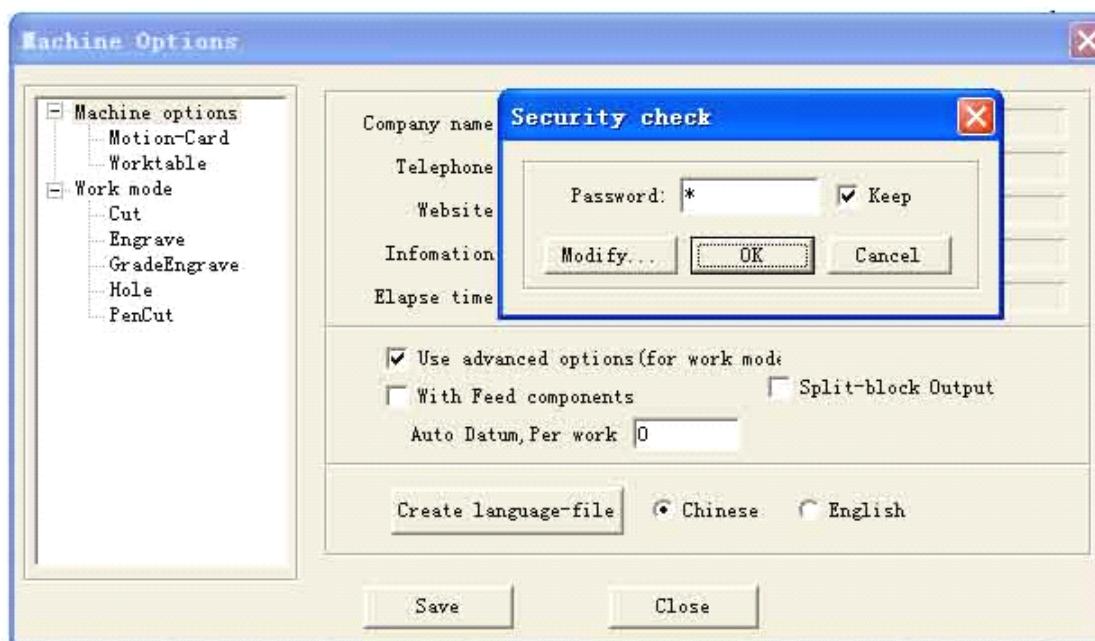 Machine Options
Machine options
Motion-Card
Worktable
Work mode
Cut
Engrave
GradeEngrave
Hole
PenCut
Company name
Telephone
Website
Infomation
Elapse time
Security check
Password: *
Keep
Modify... OK Cancel
Use advanced options(for work mode
With Feed components
Split-block Output
Auto Datum,Per work 0
Create language-file Chinese English
Save Close